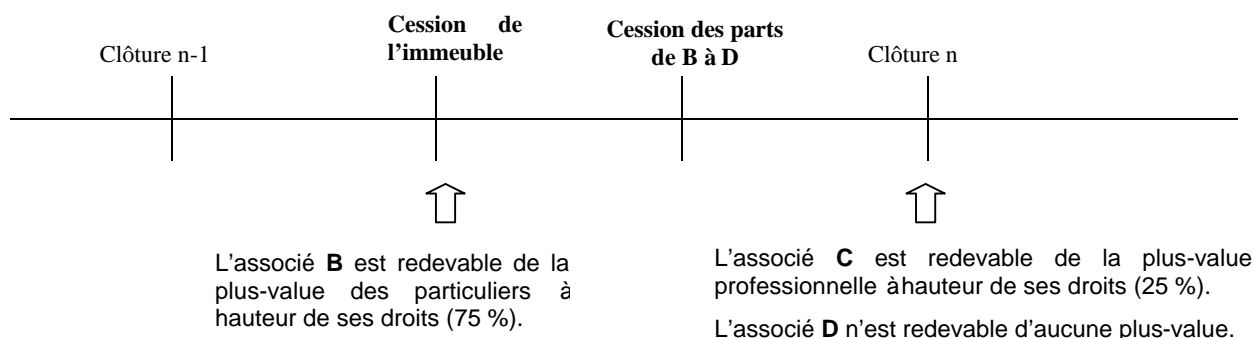 Cession de
l’immeuble
Cession des parts
de B à D
Clôture n-1
Clôture n
L’associé B est redevable de la
plus-value des particuliers à
hauteur de ses droits (75 %).
L’associé C est redevable de la plus-value
professionnelle à hauteur de ses droits (25 %).
L’associé D n’est redevable d’aucune plus-value.